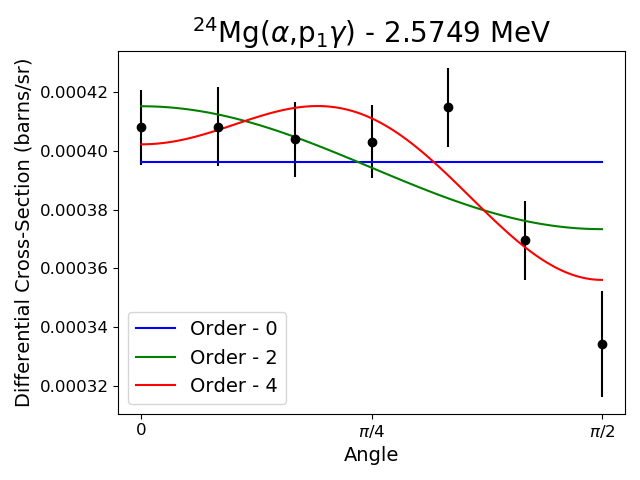 ²⁴Mg(α,p₁γ) - 2.5749 MeV
Differential Cross-Section (barns/sr)
0.00042
0.00040
0.00038
0.00036
0.00034
0.00032
Order - 0
Order - 2
Order - 4
0
π/4
π/2
Angle